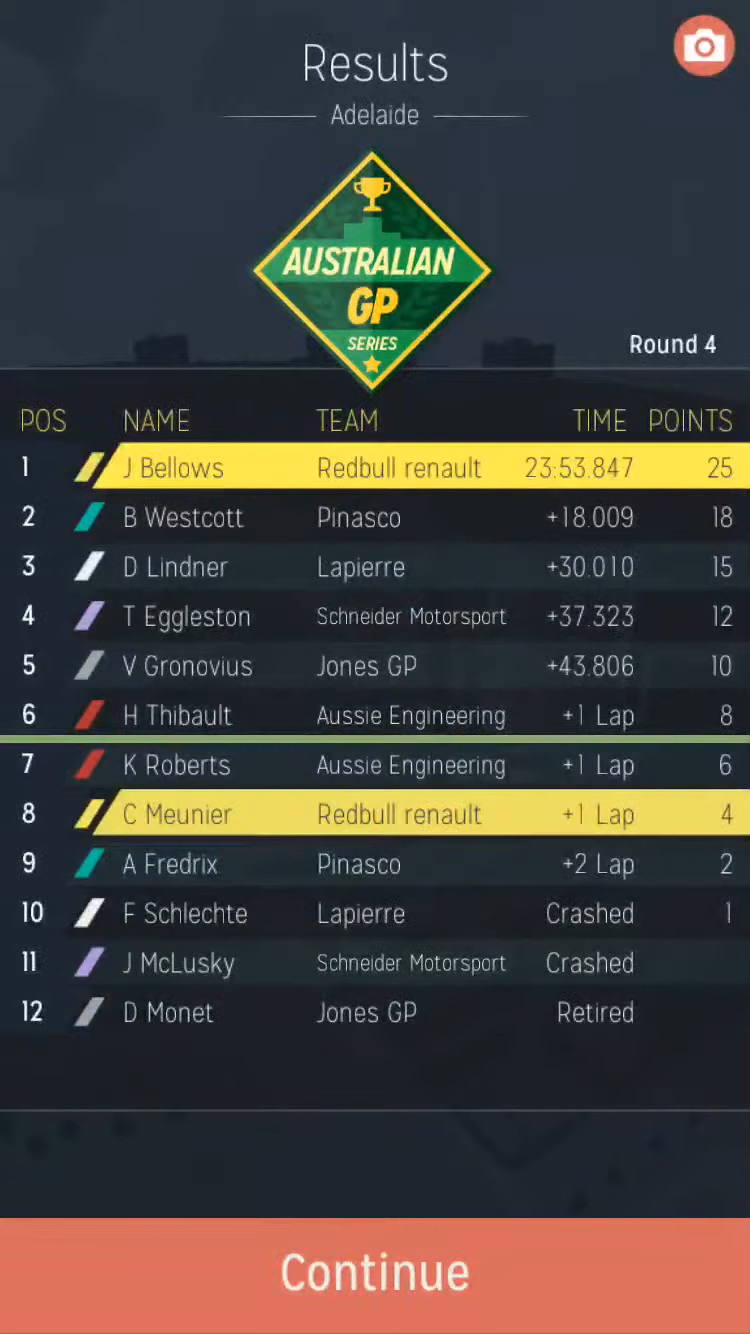 Results
Adelaide
AUSTRALIAN
GP
SERIES
Round 4
POS NAME TEAM TIME POINTS
1 J Bellows Redbull renault 23:53.847 25
2 B Westcott Pinasco +18.009 18
3 D Lindner Lapierre +30.010 15
4 T Eggleston Schneider Motorsport +37.323 12
5 V Gronovius Jones GP +43.806 10
6 H Thibault Aussie Engineering +1 Lap 8
7 K Roberts Aussie Engineering +1 Lap 6
8 C Meunier Redbull renault +1 Lap 4
9 A Fredrix Pinasco +2 Lap 2
10 F Schlechte Lapierre Crashed 1
11 J McLusky Schneider Motorsport Crashed
12 D Monet Jones GP Retired
Continue